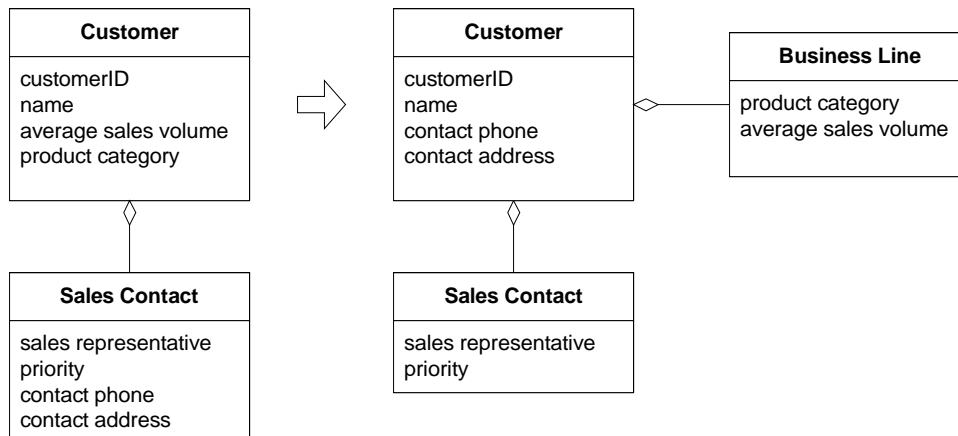 Customer
customerID
name
average sales volume
product category
Sales Contact
sales representative
priority
contact phone
contact address
Customer
customerID
name
contact phone
contact address
Sales Contact
sales representative
priority
Business Line
product category
average sales volume